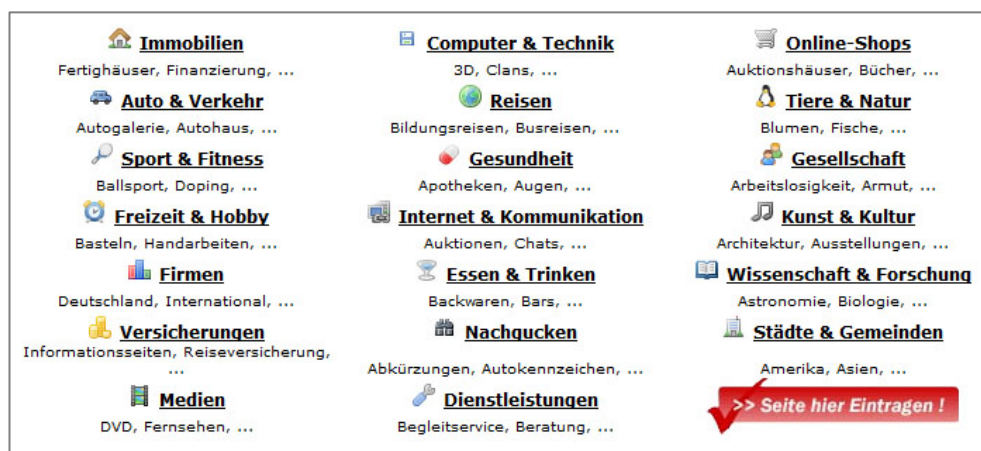 Immobilien
Fertighäuser, Finanzierung, ...
Computer & Technik
3D, Clans, ...
Online-Shops
Auktionshäuser, Bücher, ...
Auto & Verkehr
Autogalerie, Autohaus, ...
Reisen
Bildungsreisen, Busreisen, ...
Tiere & Natur
Blumen, Fische, ...
Sport & Fitness
Ballsport, Doping, ...
Gesundheit
Apotheken, Augen, ...
Gesellschaft
Arbeitslosigkeit, Armut, ...
Freizeit & Hobby
Basteln, Handarbeiten, ...
Internet & Kommunikation
Auktionen, Chats, ...
Kunst & Kultur
Architektur, Ausstellungen, ...
Firmen
Deutschland, International, ...
Essen & Trinken
Backwaren, Bars, ...
Wissenschaft & Forschung
Astronomie, Biologie, ...
Versicherungen
Informationsseiten, Reiseversicherung,
...
Nachgucken
Abkürzungen, Autokennzeichen, ...
Städte & Gemeinden
Amerika, Asien, ...
Medien
DVD, Fernsehen, ...
Dienstleistungen
Begleitservice, Beratung, ...
>> Seite hier Eintragen !